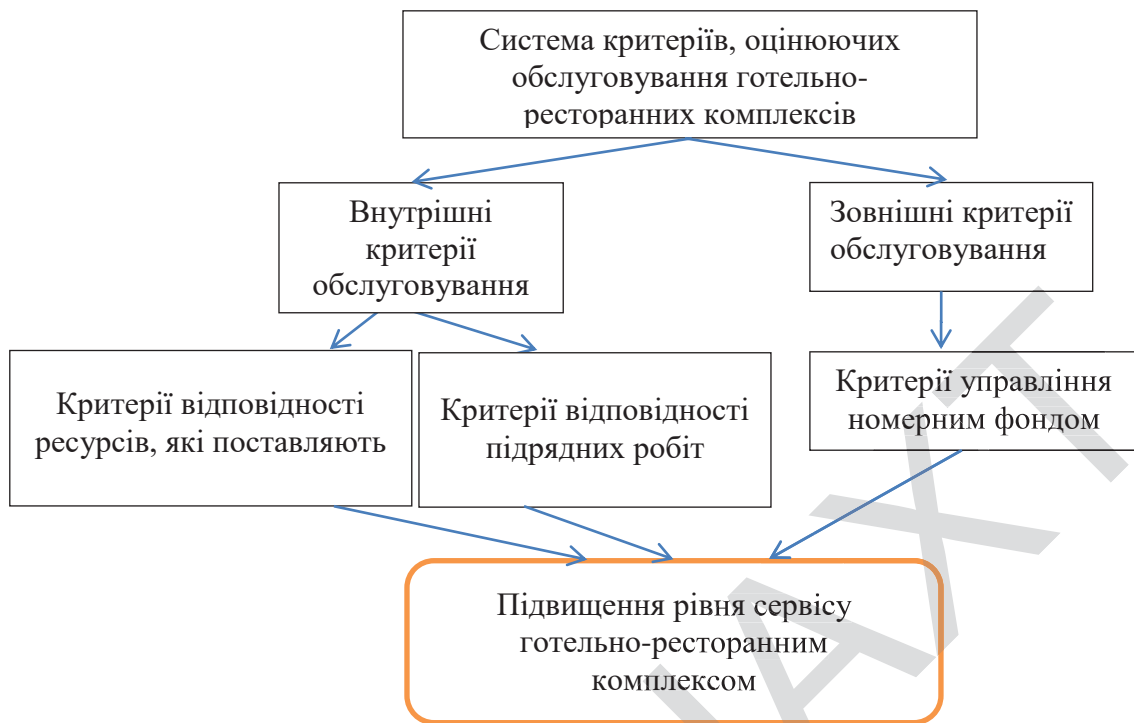 Система критеріїв, оцінюючих
обслуговування готельно-
ресторанних комплексів
Внутрішні
критерії
обслуговування
Зовнішні критерії
обслуговування
Критерії відповідності
ресурсів, які поставляють
Критерії відповідності
підрядних робіт
Критерії управління
номерним фондом
Підвищення рівня сервісу
готельно-ресторанним
комплексом
АХТ